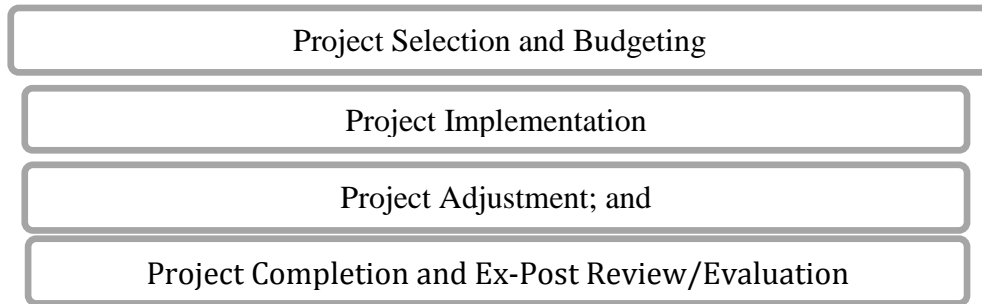 Project Selection and Budgeting
Project Implementation
Project Adjustment; and
Project Completion and Ex-Post Review/Evaluation